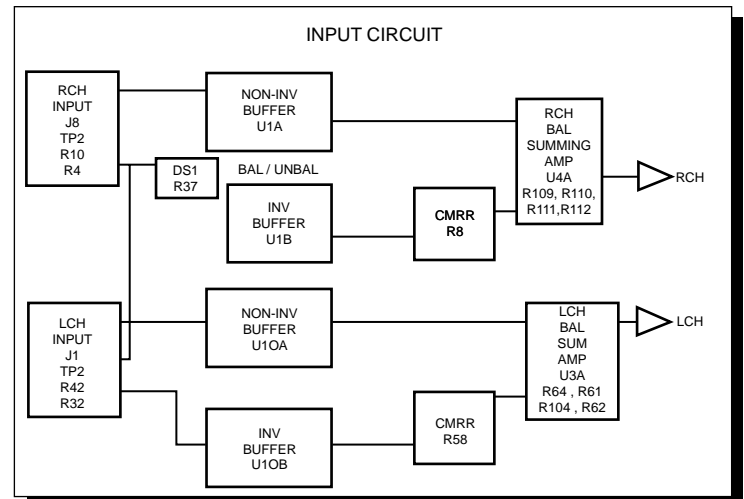 INPUT CIRCUIT
RCH
INPUT
J8
TP2
R10
R4
NON-INV
BUFFER
U1A
RCH
BAL
SUMMING
AMP
U4A
R109, R110,
R111,R112
RCH
DS1
R37
BAL / UNBAL
INV
BUFFER
U1B
CMRR
R8
LCH
INPUT
J1
TP2
R42
R32
NON-INV
BUFFER
U1OA
LCH
BAL
SUM
AMP
U3A
R64 , R61
R104 , R62
LCH
INV
BUFFER
U1OB
CMRR
R58